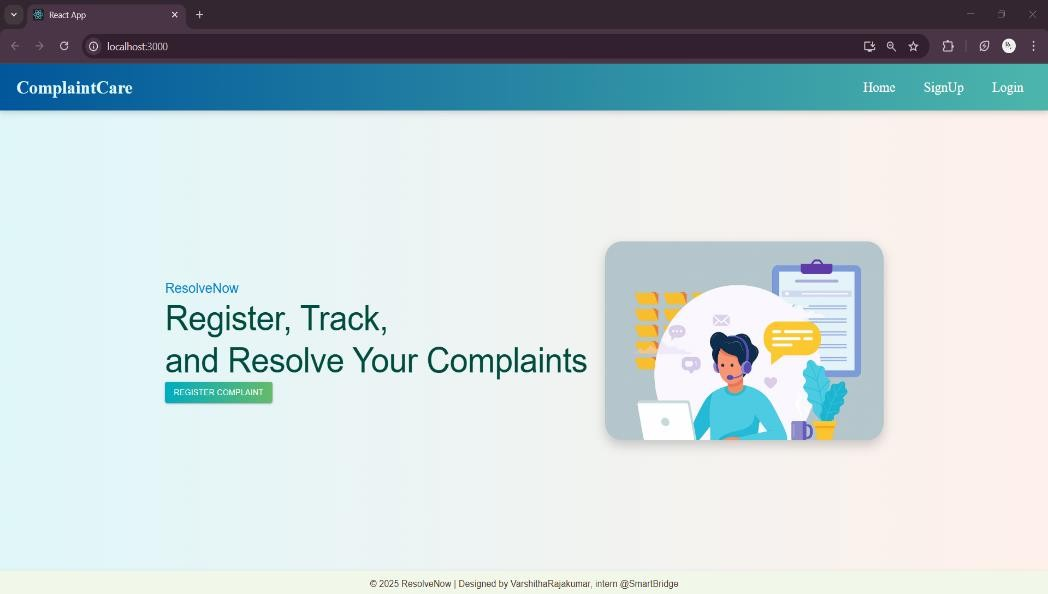 React App
localhost:3000
ComplaintCare
Home SignUp Login
ResolveNow
Register, Track,
and Resolve Your Complaints
REGISTER COMPLAINT
© 2025 ResolveNow | Designed by VarshithaRajakumar, intern @SmartBridge